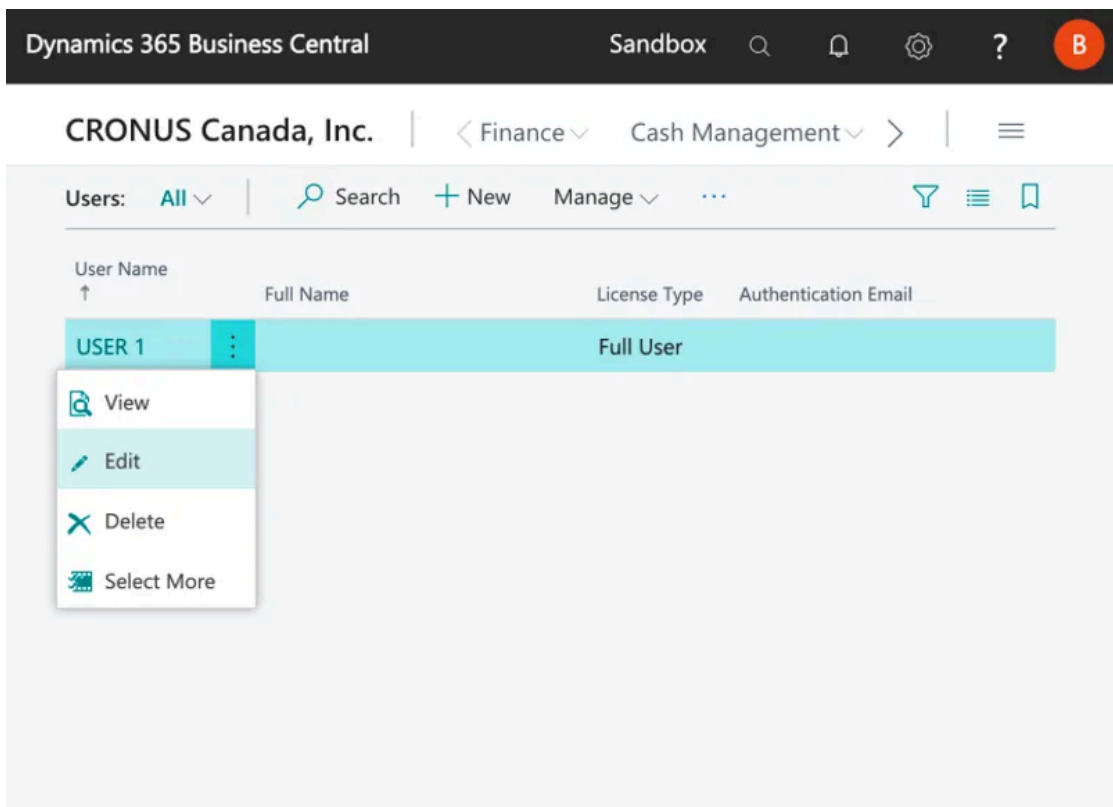 Dynamics 365 Business Central Sandbox ? B
CRONUS Canada, Inc. Finance Cash Management
Users: All Search + New Manage ...
User Name
↑ Full Name License Type Authentication Email
USER 1 Full User
View
Edit
Delete
Select More